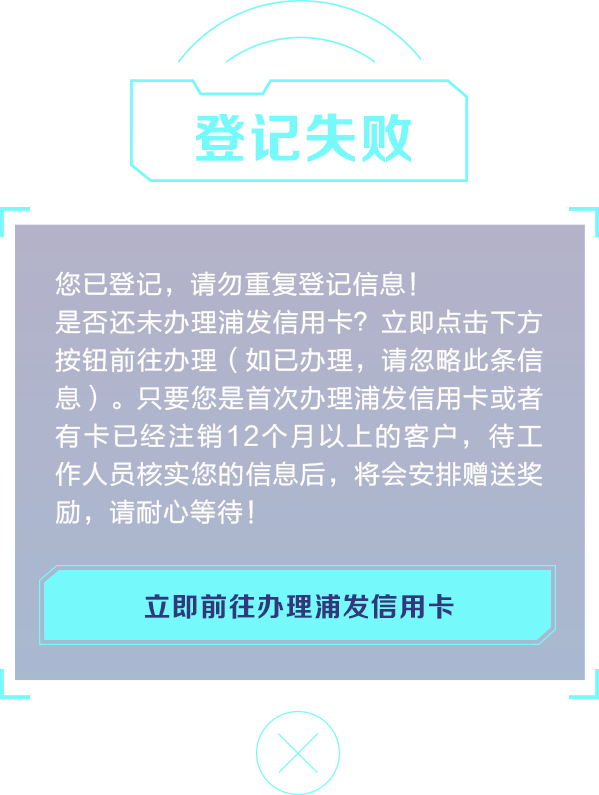 登记失败
您已登记，请勿重复登记信息！
是否还未办理浦发信用卡？立即点击下方
按钮前往办理（如已办理，请忽略此条信
息）。只要您是首次办理浦发信用卡或者
有卡已经注销12个月以上的客户，待工
作人员核实您的信息后，将会安排赠送奖
励，请耐心等待！
立即前往办理浦发信用卡